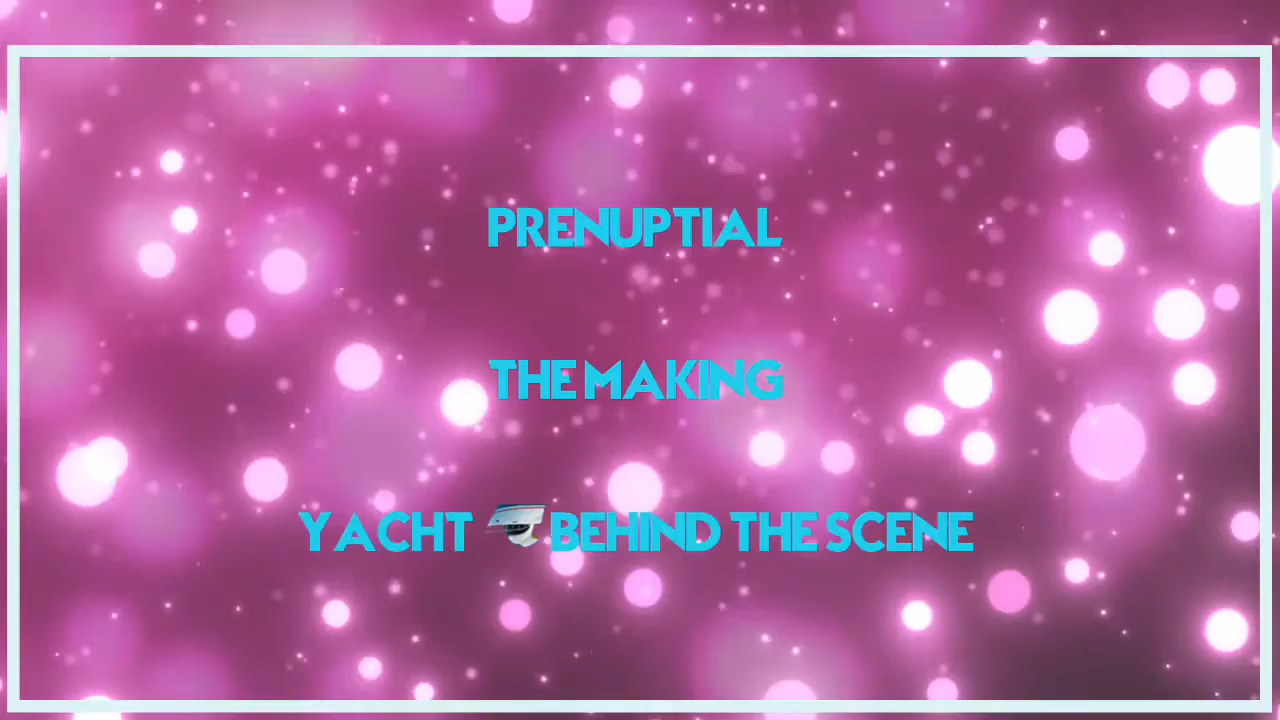 PRENUPTIAL
THE MAKING
YACHT 🛥️BEHIND THE SCENE